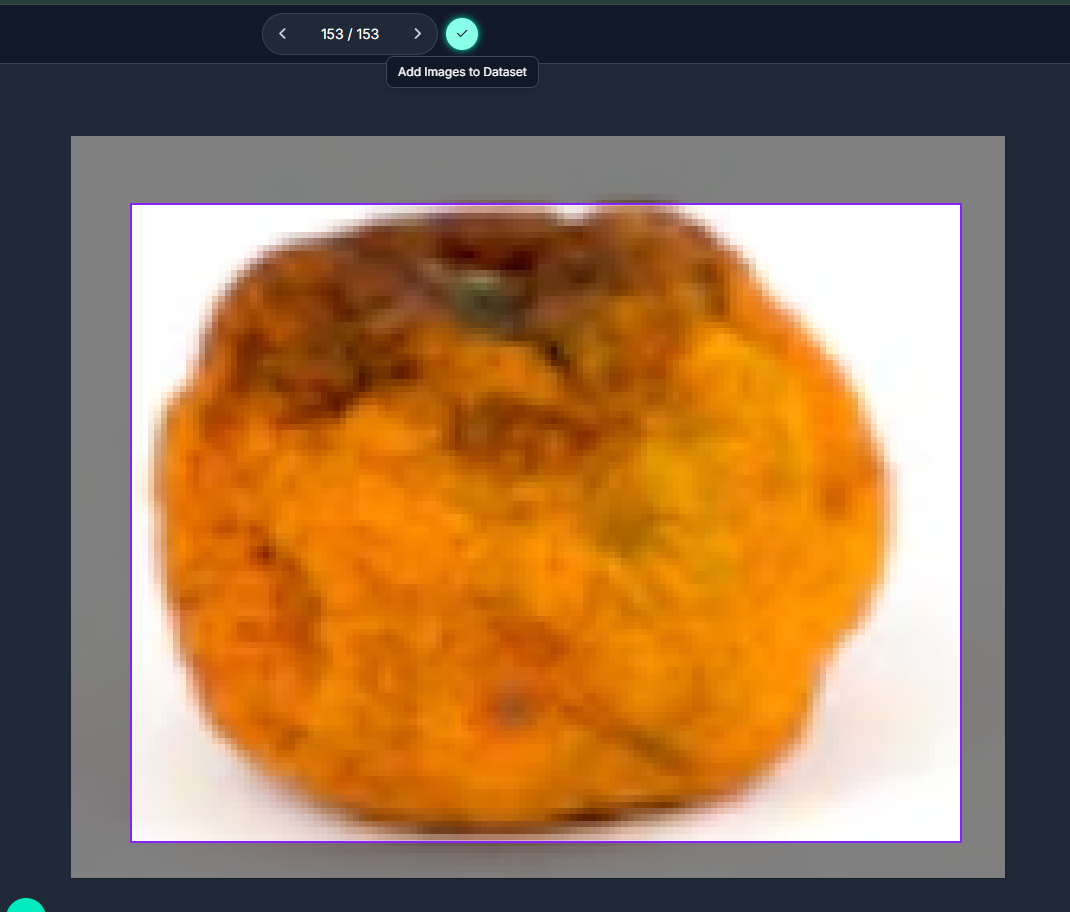 153 / 153
Add Images to Dataset